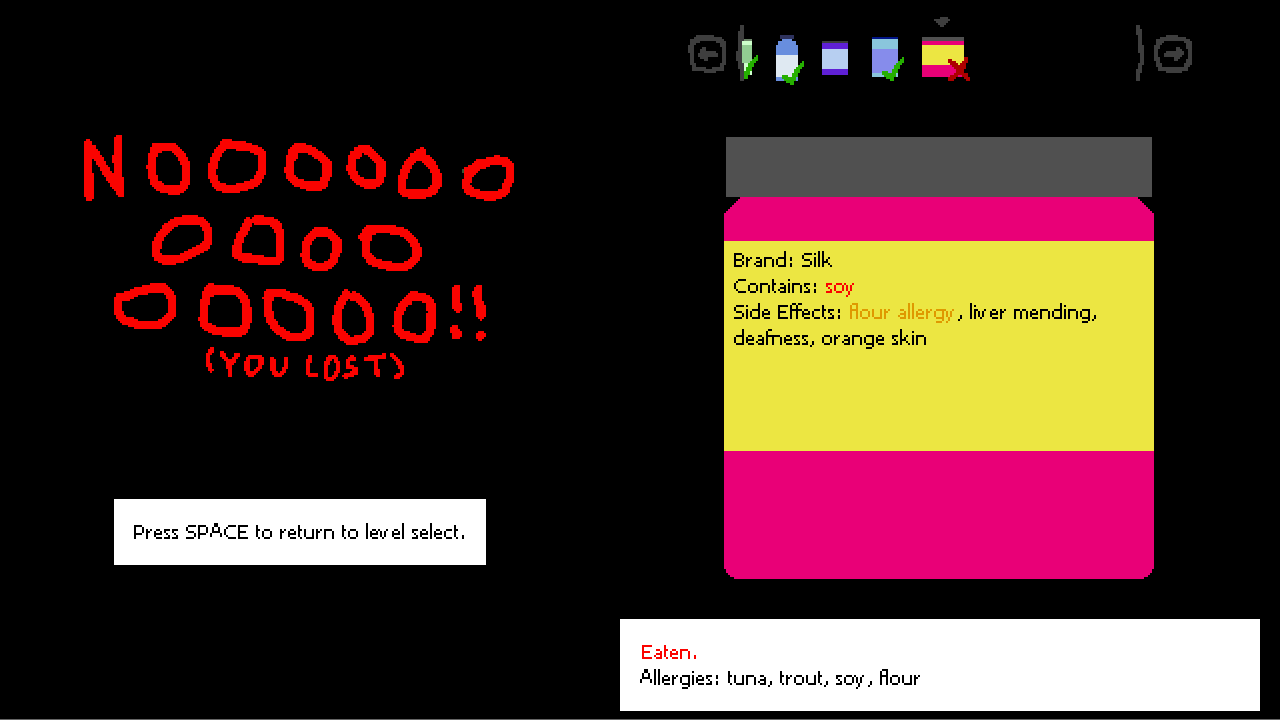 NOOOOOO
OOOO
OOOOO!!
(YOU LOST)
Press SPACE to return to level select.
Brand: Silk
Contains: soy
Side Effects: flour allergy, liver mending,
deafness, orange skin
Eaten.
Allergies: tuna, trout, soy, flour